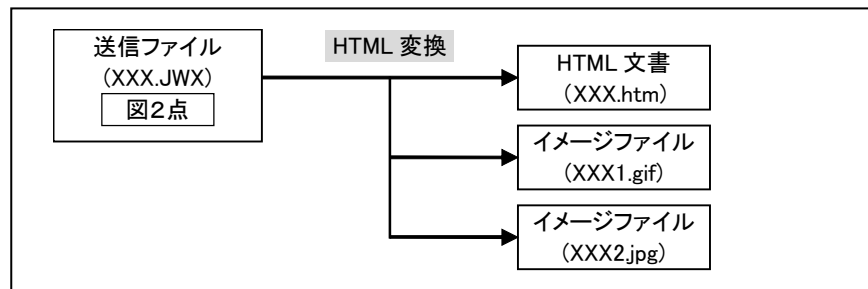 送信ファイル
（XXX.JWX）
図２点
HTML 変換
HTML 文書
（XXX.htm）
イメージファイル
（XXX1.gif）
イメージファイル
（XXX2.jpg）